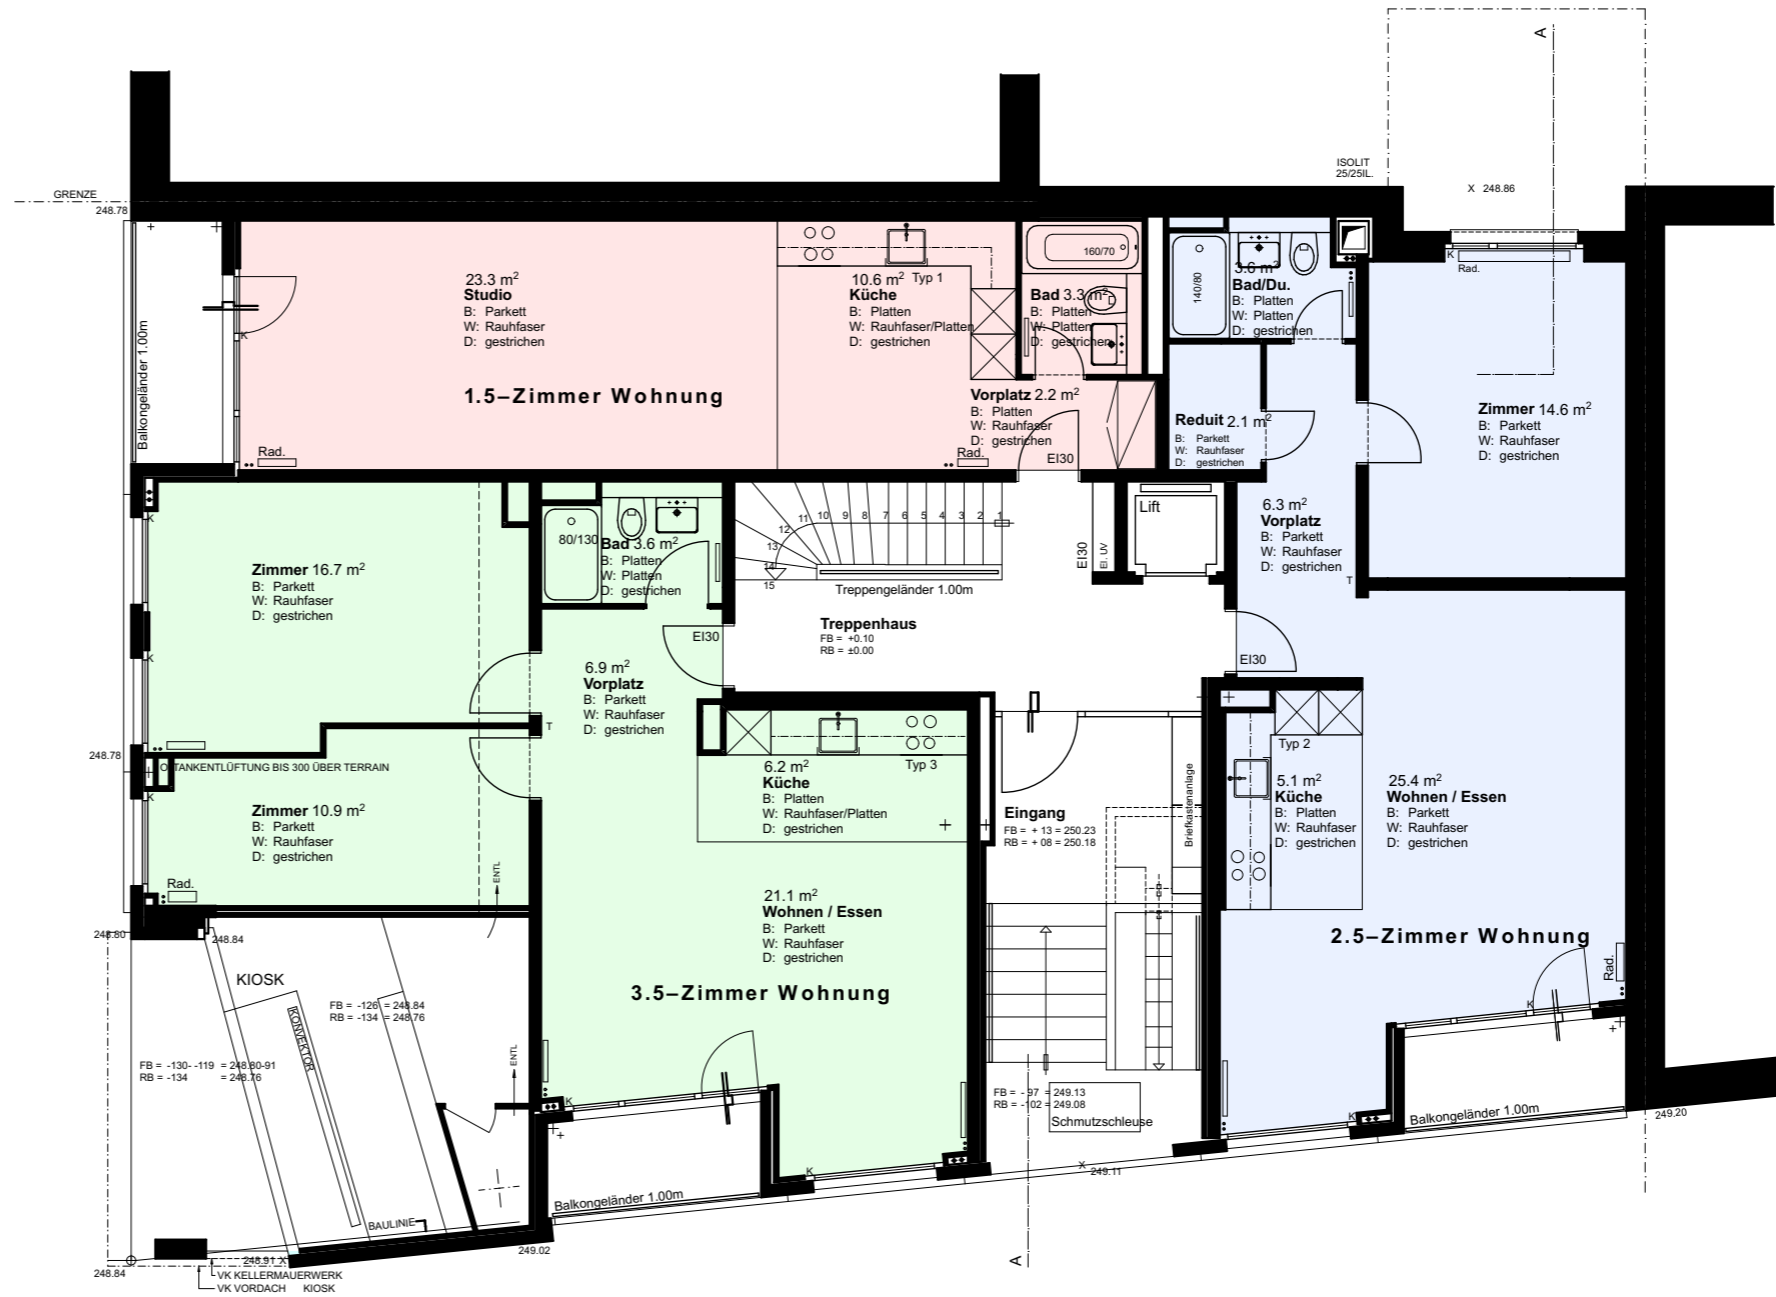 A
ISOLIT
25/25IL.
X 248.86
GRENZE
248.78
K
Rad.
160/70
140/80
23.3 m²
Studio
B: Parkett
W: Rauhfaser
D: gestrichen
10.6 m² Typ 1
Küche
B: Platten
W: Rauhfaser/Platten
D: gestrichen
Bad 3.3 m²
B: Platten
W: Platten
D: gestrichen
3.6 m²
Bad/Du.
B: Platten
W: Platten
D: gestrichen
K
Balkongeländer 1.00m
1.5–Zimmer Wohnung
Vorplatz 2.2 m²
B: Platten
W: Rauhfaser
D: gestrichen
Reduit 2.1 m²
B: Parkett
W: Rauhfaser
D: gestrichen
Zimmer 14.6 m²
B: Parkett
W: Rauhfaser
D: gestrichen
Rad.
Rad.
EI30
K
6.3 m²
Vorplatz
B: Parkett
W: Rauhfaser
D: gestrichen
T
Lift
EI30
El. UV
1
2
3
4
5
6
7
8
9
10
11
12
13
14
15
Treppengeländer 1.00m
80/130
Bad 3.6 m²
B: Platten
W: Platten
D: gestrichen
Zimmer 16.7 m²
B: Parkett
W: Rauhfaser
D: gestrichen
K
EI30
Treppenhaus
FB = +0.10
RB = ±0.00
EI30
6.9 m²
Vorplatz
B: Parkett
W: Rauhfaser
D: gestrichen
T
248.78
TANKENTLÜFTUNG BIS 300 ÜBER TERRAIN
K
Typ 3
6.2 m²
Küche
B: Platten
W: Rauhfaser/Platten
D: gestrichen
Zimmer 10.9 m²
B: Parkett
W: Rauhfaser
D: gestrichen
Rad.
ENTL
Eingang
FB = + 13 = 250.23
RB = + 08 = 250.18
Briefkastenanlage
Typ 2
5.1 m²
Küche
B: Platten
W: Rauhfaser
D: gestrichen
25.4 m²
Wohnen / Essen
B: Parkett
W: Rauhfaser
D: gestrichen
21.1 m²
Wohnen / Essen
B: Parkett
W: Rauhfaser
D: gestrichen
2.5–Zimmer Wohnung
Rad.
K
248.80
248.84
KIOSK
3.5–Zimmer Wohnung
FB = -126 = 248.84
RB = -134 = 248.76
KONVEKTOR
FB = -130- -119 = 248.80-91
RB = -134 = 248.76
ENTL
K
FB = - 97 = 249.13
RB = -102 = 249.08
Schmutzschleuse
K
Balkongeländer 1.00m
249.20
X 249.11
K
Balkongeländer 1.00m
BAULINIE
249.02
248.91 X
248.84
VK KELLERMAUERWERK
VK VORDACH KIOSK
A